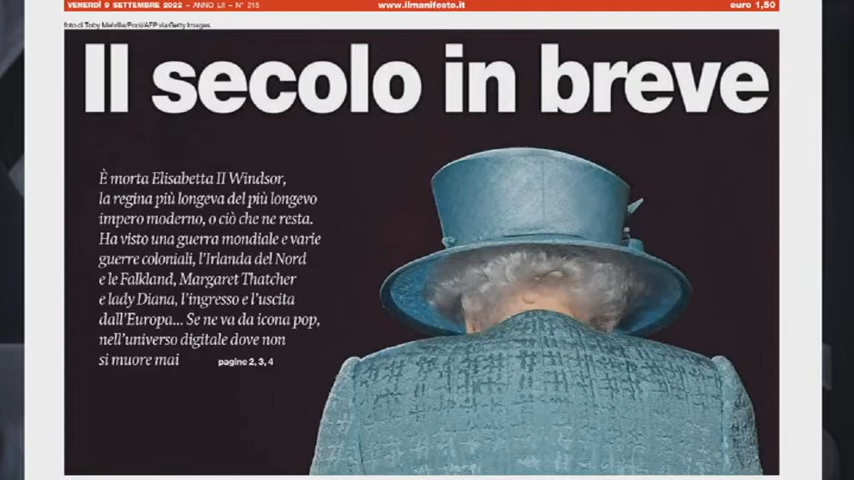 VENERDÌ 9 SETTEMBRE 2022 – ANNO LII – N° 215
www.ilmanifesto.it
euro 1,50
foto di Toby Melville/Pool/AFP via Getty Images
Il secolo in breve
È morta Elisabetta II Windsor,
la regina più longeva del più longevo
impero moderno, o ciò che ne resta.
Ha visto una guerra mondiale e varie
guerre coloniali, l'Irlanda del Nord
e le Falkland, Margaret Thatcher
e lady Diana, l'ingresso e l'uscita
dall'Europa... Se ne va da icona pop,
nell'universo digitale dove non
si muore mai
pagine 2, 3, 4